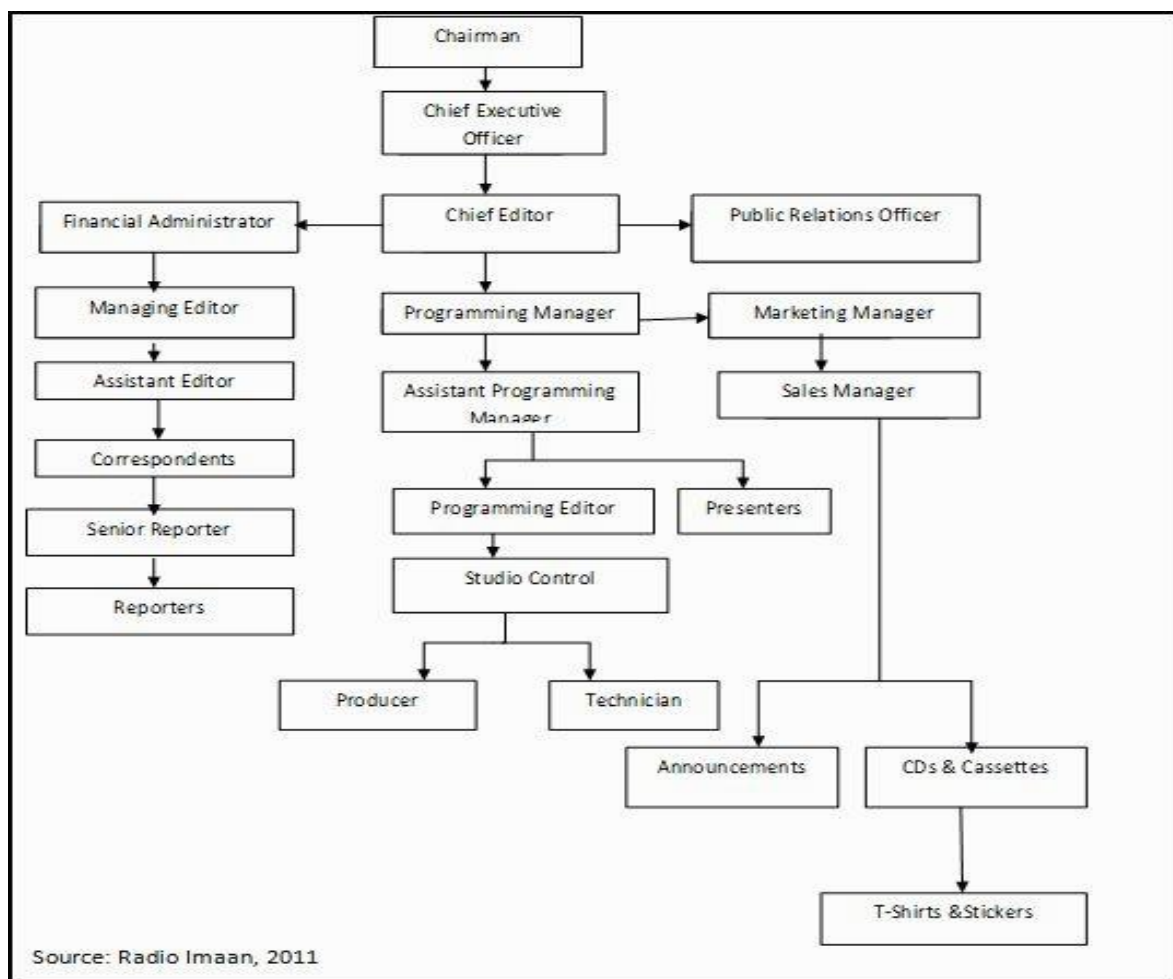 Chairman
Chief Executive
Officer
Financial Administrator
Chief Editor
Public Relations Officer
Managing Editor
Programming Manager
Marketing Manager
Assistant Editor
Assistant Programming
Manager
Sales Manager
Correspondents
Programming Editor
Presenters
Senior Reporter
Studio Control
Reporters
Producer
Technician
Announcements
CDs & Cassettes
T-Shirts &Stickers
Source: Radio Imaan, 2011